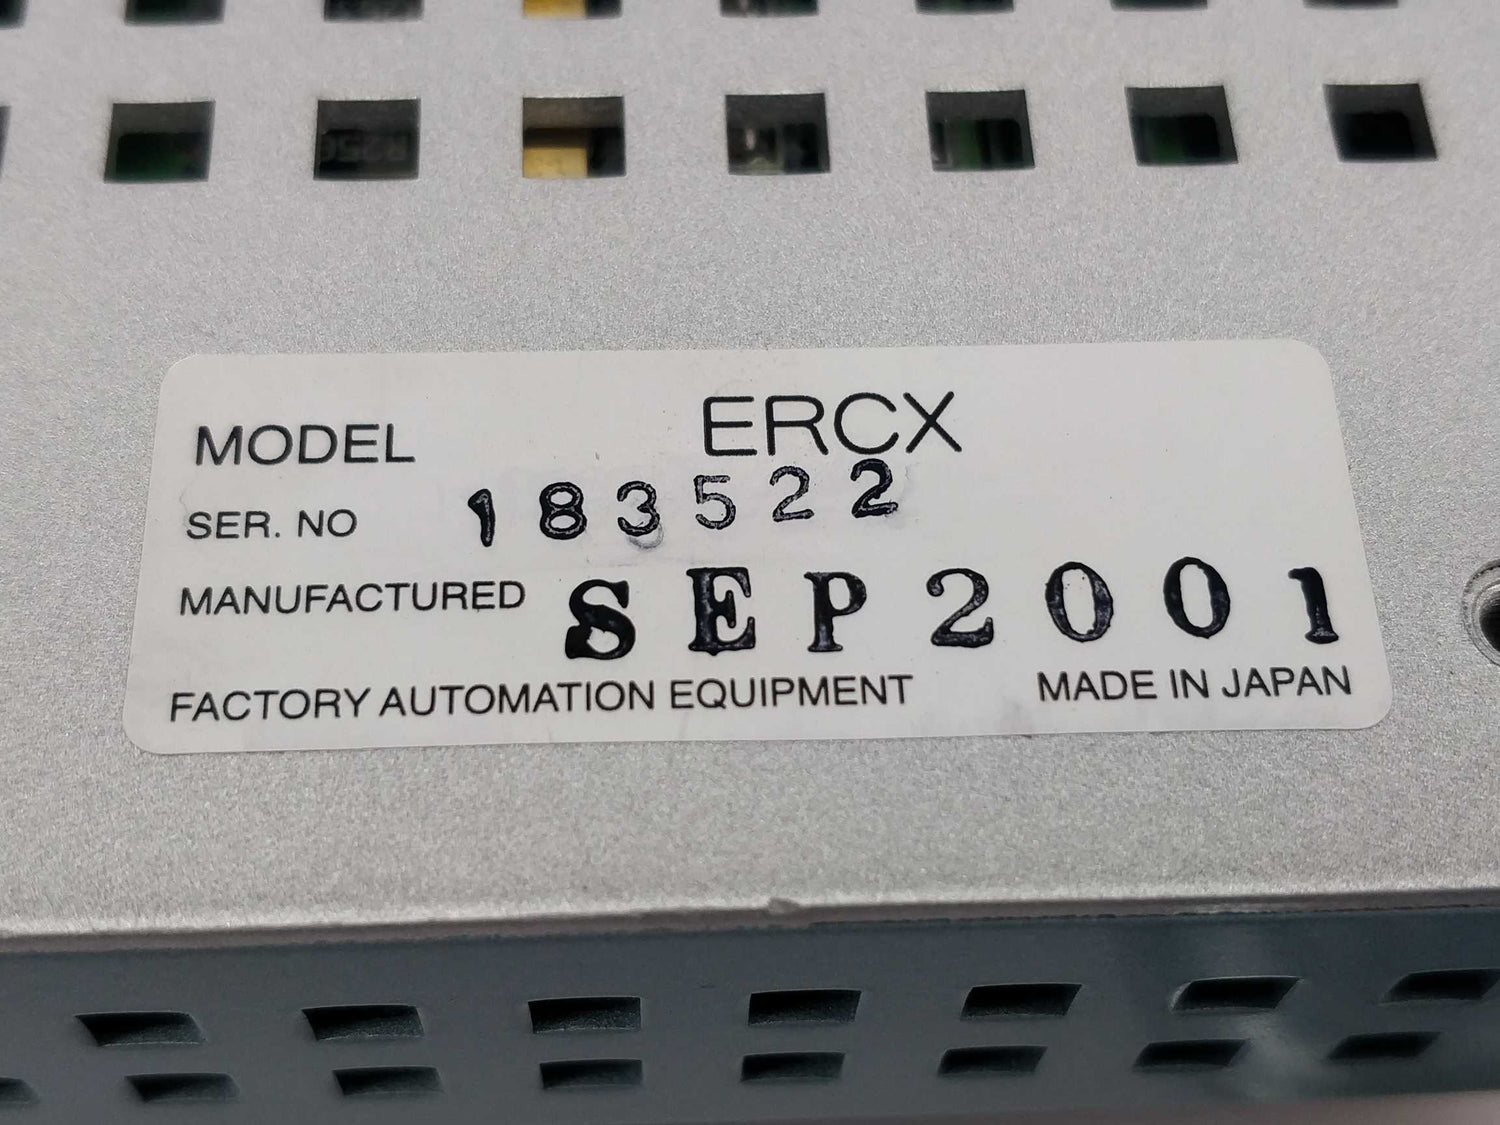 MODEL ERCX
SER. NO 183522
MANUFACTURED SEP2001
FACTORY AUTOMATION EQUIPMENT MADE IN JAPAN